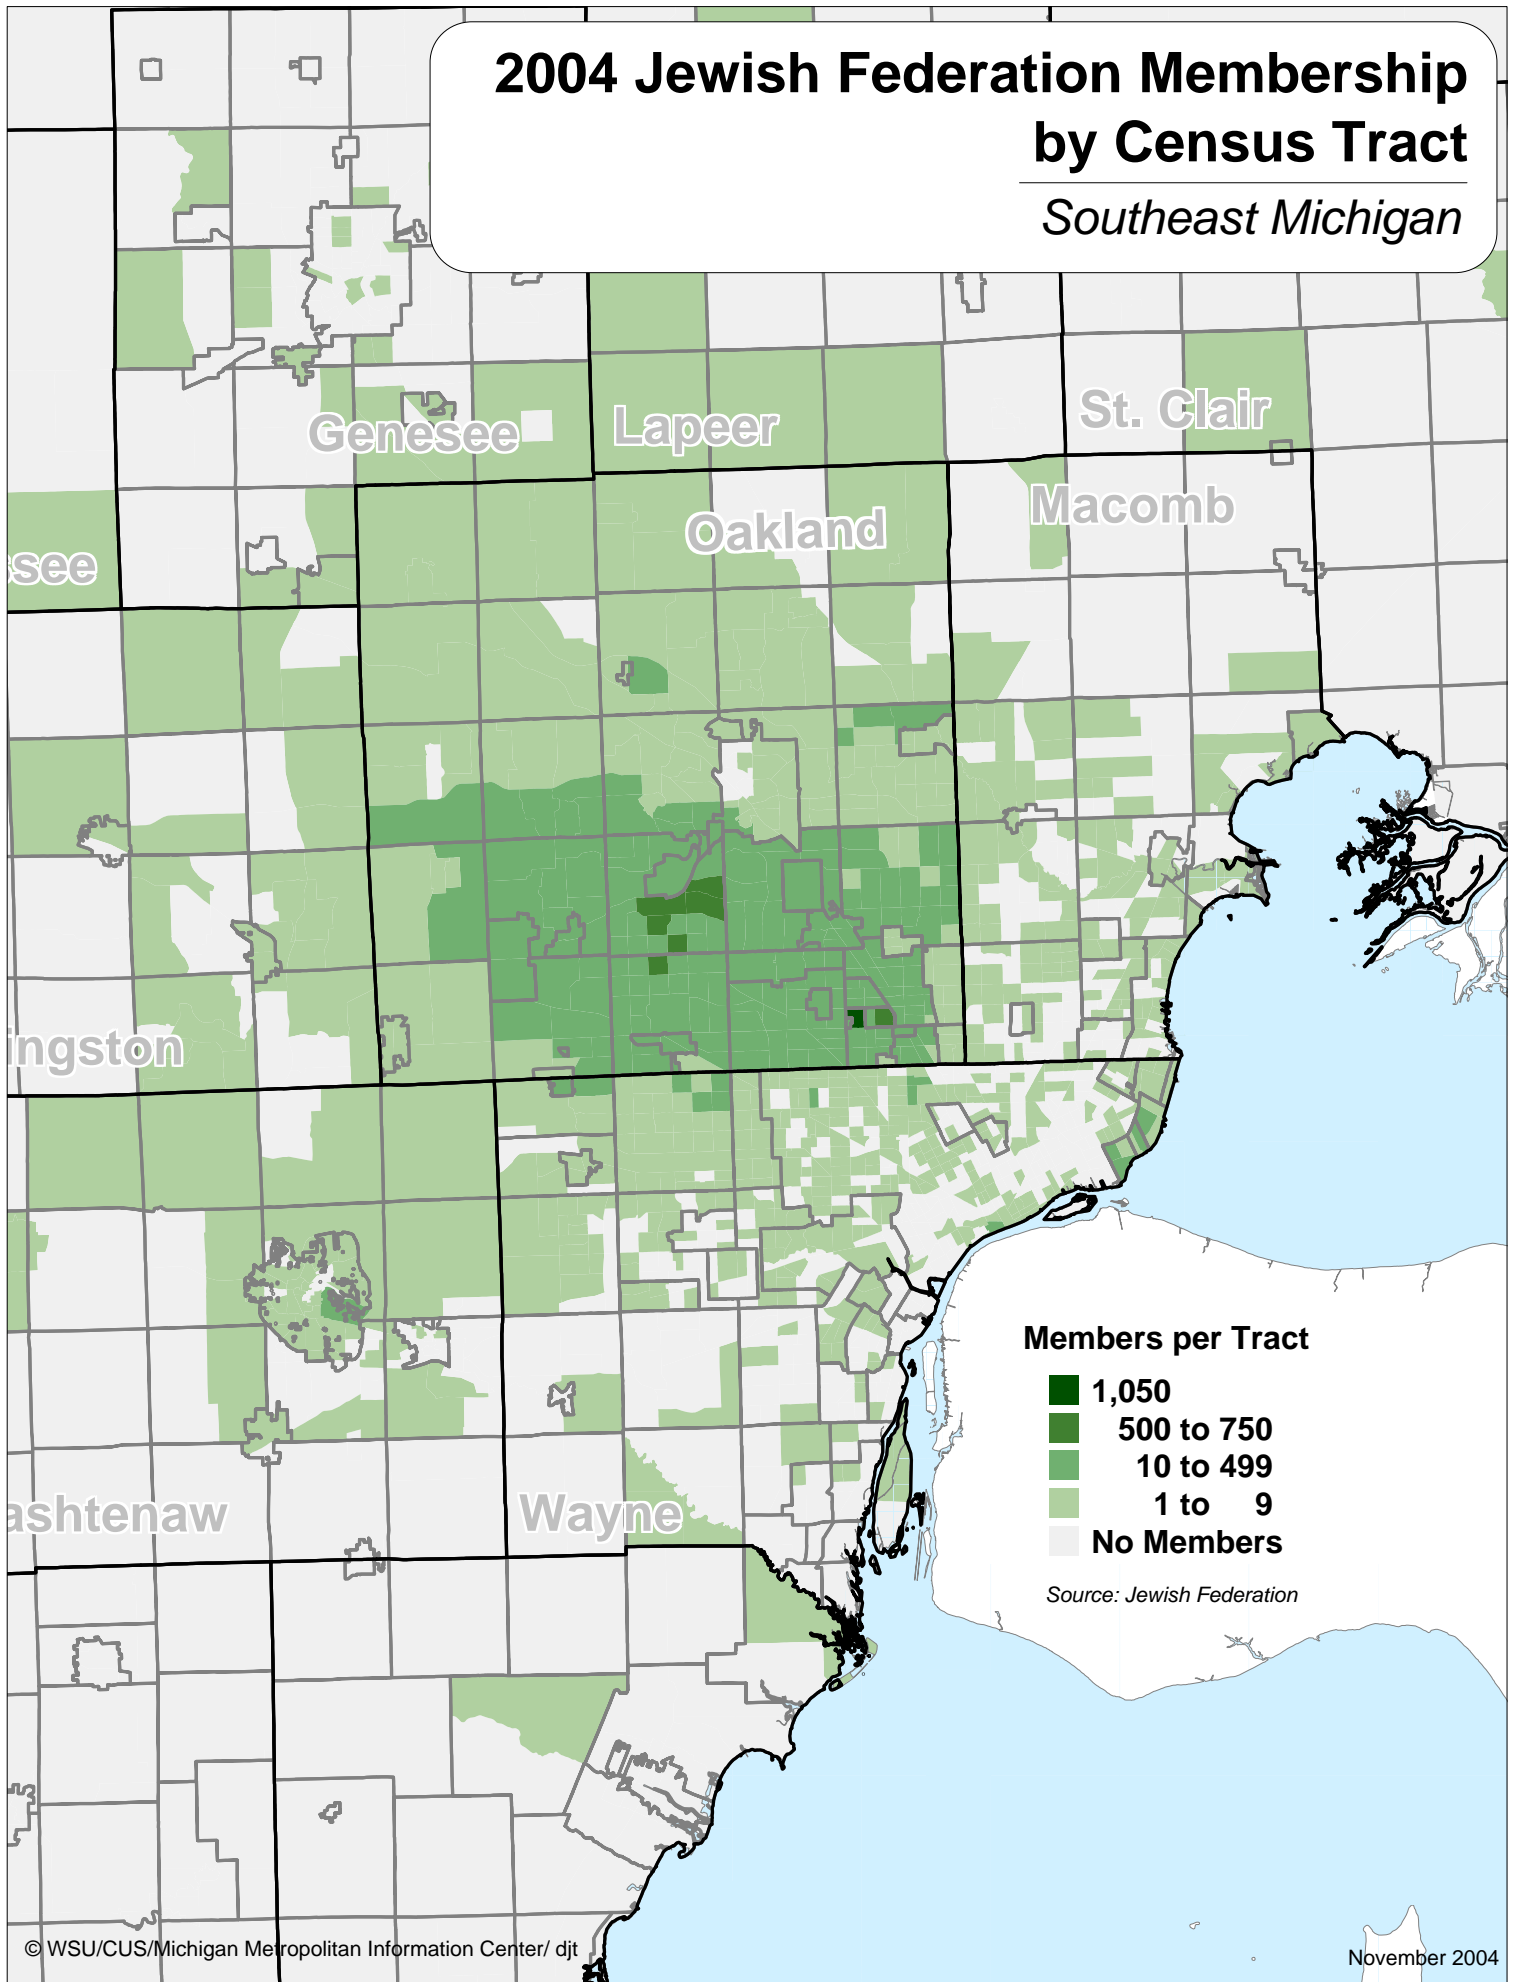 2004 Jewish Federation Membership
by Census Tract
Southeast Michigan
Genesee
Lapeer
St. Clair
Oakland
Macomb
ssee
ingston
ashtenaw
Wayne
Members per Tract
1,050
500 to 750
10 to 499
1 to 9
No Members
Source: Jewish Federation
© WSU/CUS/Michigan Metropolitan Information Center/ djt
November 2004